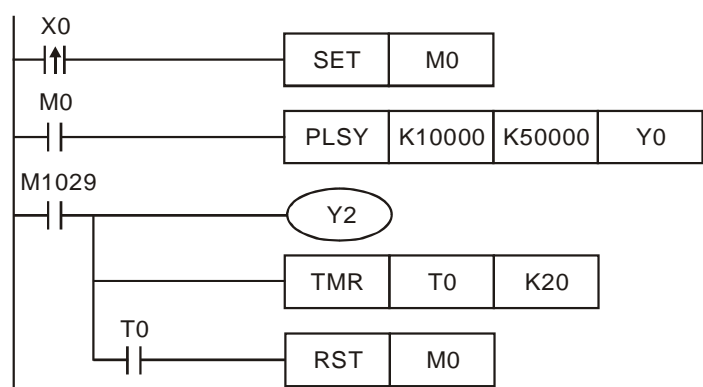 X0
SET M0
M0
PLSY K10000 K50000 Y0
M1029
Y2
TMR T0 K20
T0
RST M0